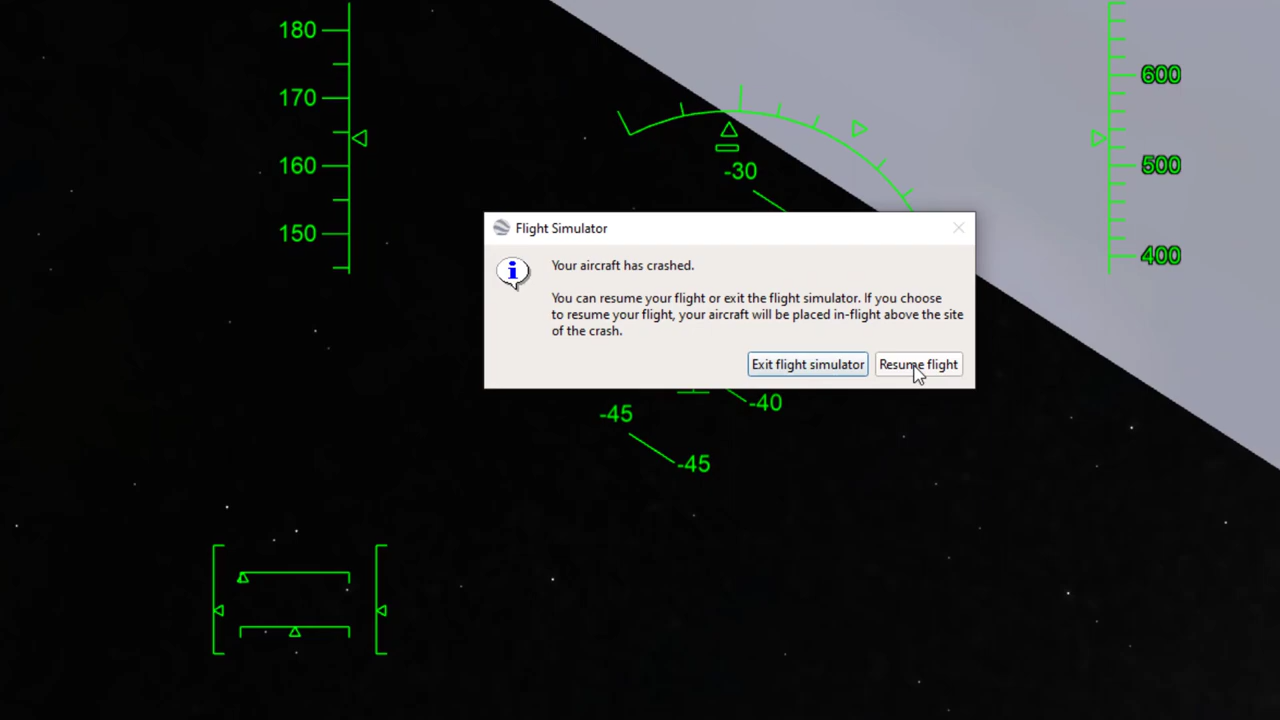 180
170
160
150
600
500
400
-30
Flight Simulator
Your aircraft has crashed.
You can resume your flight or exit the flight simulator. If you choose
to resume your flight, your aircraft will be placed in-flight above the site
of the crash.
Exit flight simulator
Resume flight
-40
-45
-45